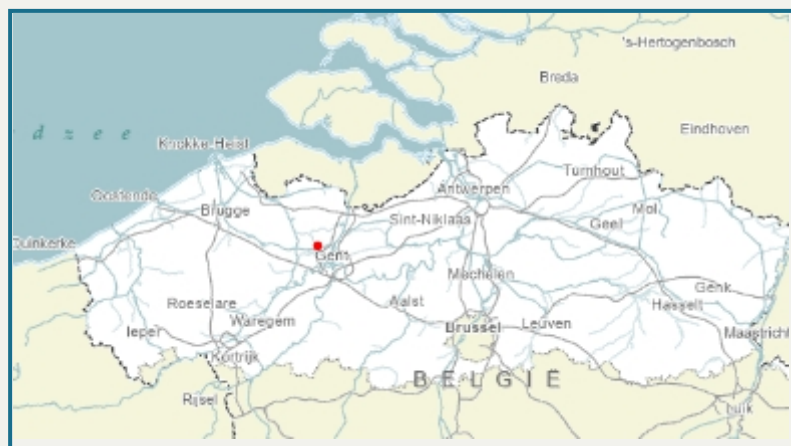 's-Hertogenbosch
Breda
d z e e
Eindhoven
Knokke-Heist
Turnhout
Oostende
Antwerpen
Mol
Brugge
Sint-Niklaas
Geel
Duinkerke
Gent
Mechelen
Genk
Roeselare
Aalst
Hasselt
Ieper
Waregem
Brussel
Leuven
Maastricht
Kortrijk
BELGIË
Rijsel
Luik